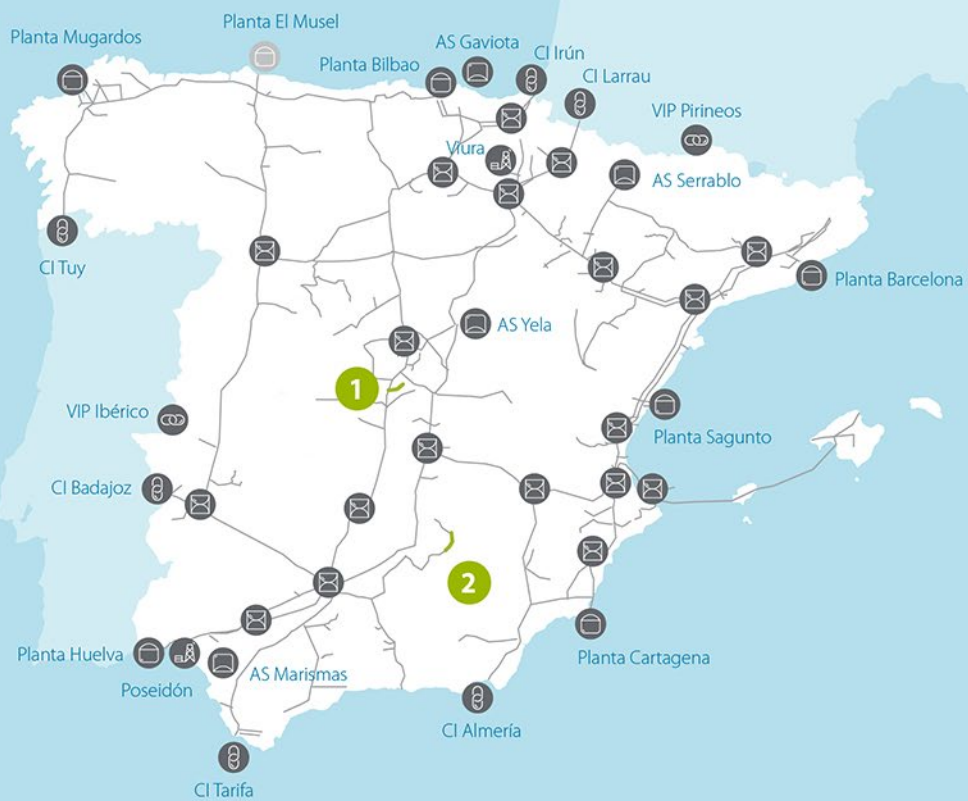 Planta El Musel
Planta Mugardos
AS Gaviota
CI Irún
Planta Bilbao
CI Larrau
VIP Pirineos
Viura
AS Serrablo
CI Tuy
Planta Barcelona
AS Yela
1
VIP Ibérico
Planta Sagunto
CI Badajoz
2
Planta Huelva
Planta Cartagena
AS Marismas
Poseidón
CI Almería
CI Tarifa